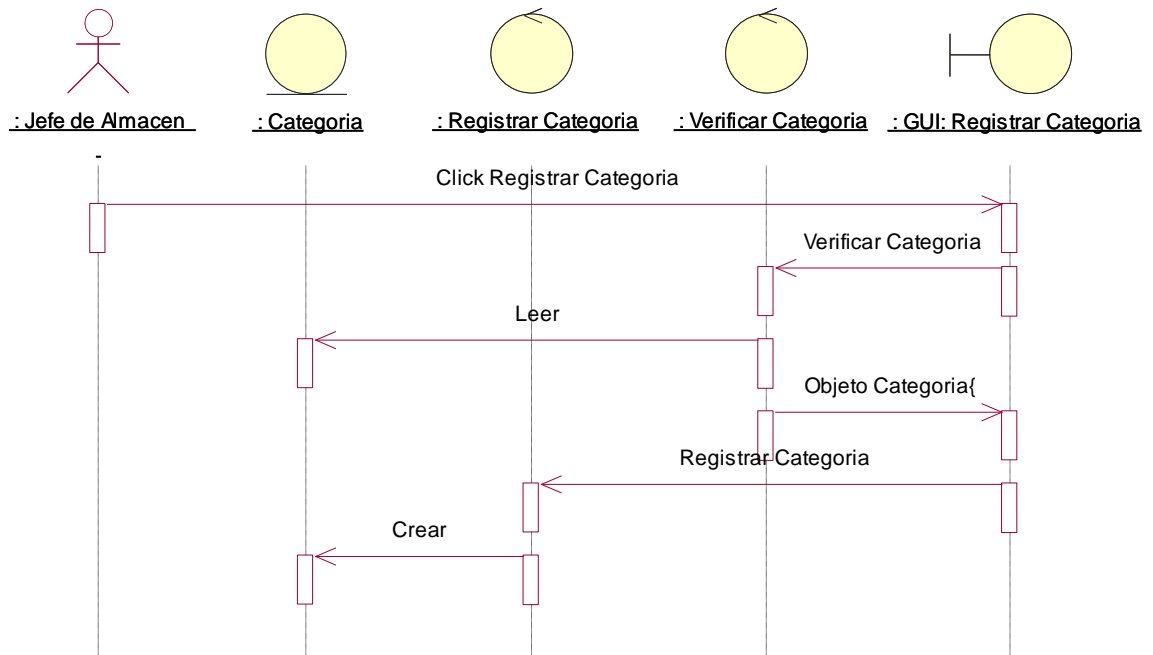 : Jefe de Almacen
: Categoria
: Registrar Categoria
: Verificar Categoria
: GUI: Registrar Categoria
-
Click Registrar Categoria
Verificar Categoria
Leer
Objeto Categoria{
Registrar Categoria
Crear